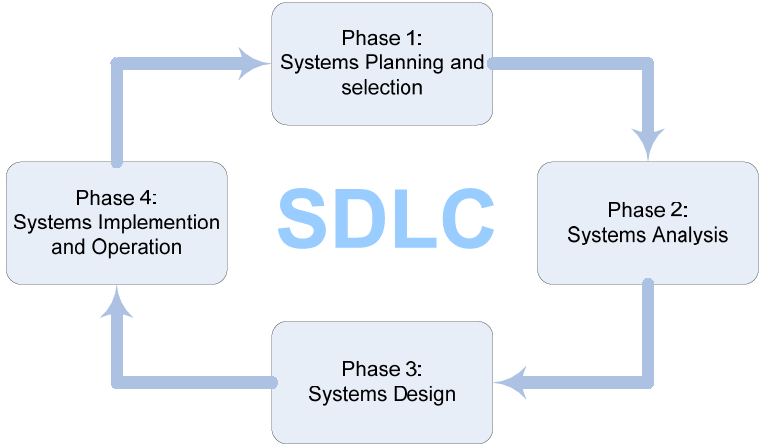 Phase 1:
Systems Planning and
selection
Phase 4:
Systems Implemention
and Operation
SDLC
Phase 2:
Systems Analysis
Phase 3:
Systems Design